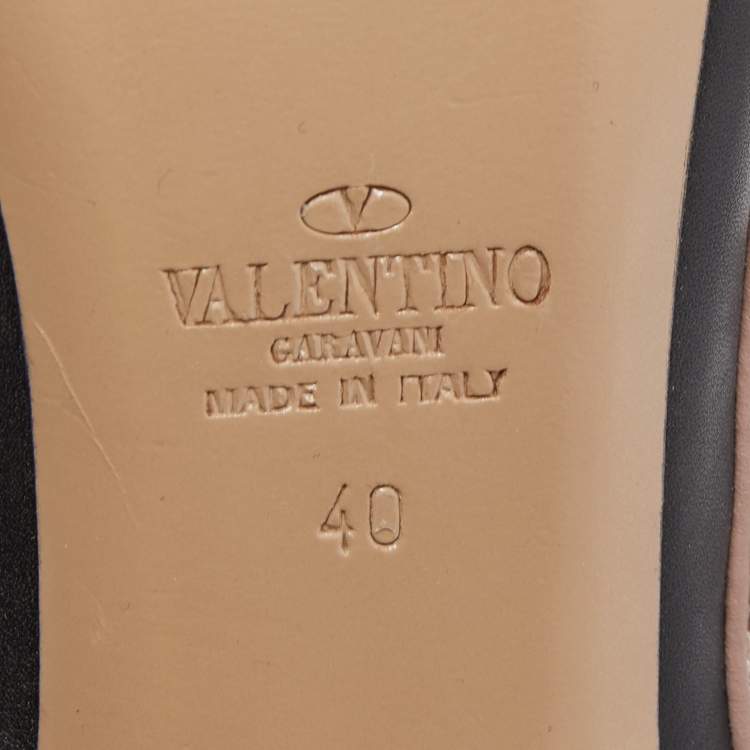 V
VALENTINO
GARAVANI
MADE IN ITALY
40